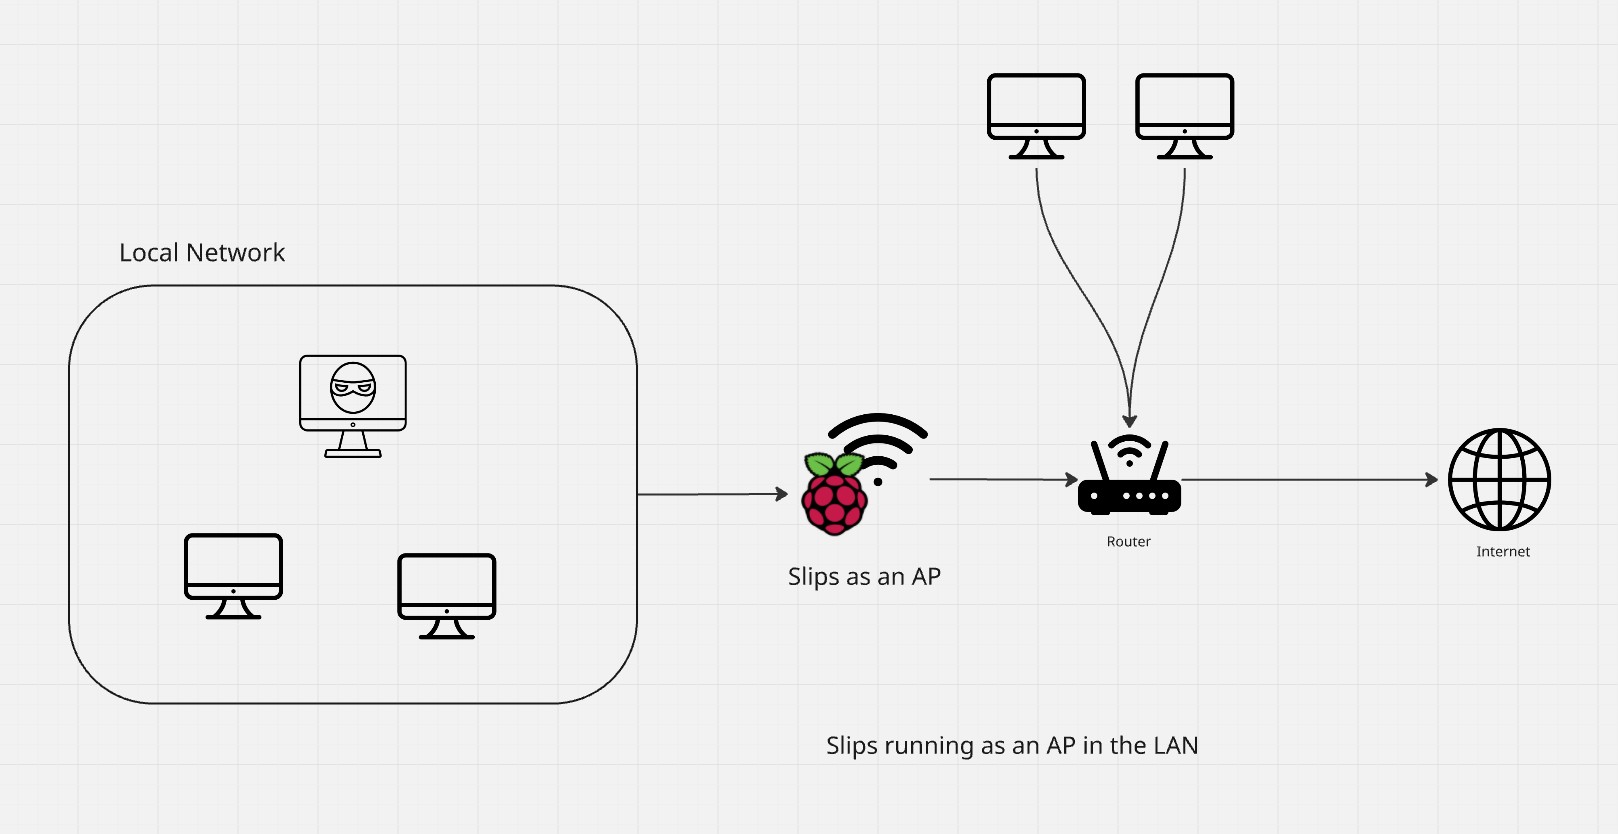 Local Network
Slips as an AP
Router
Internet
Slips running as an AP in the LAN